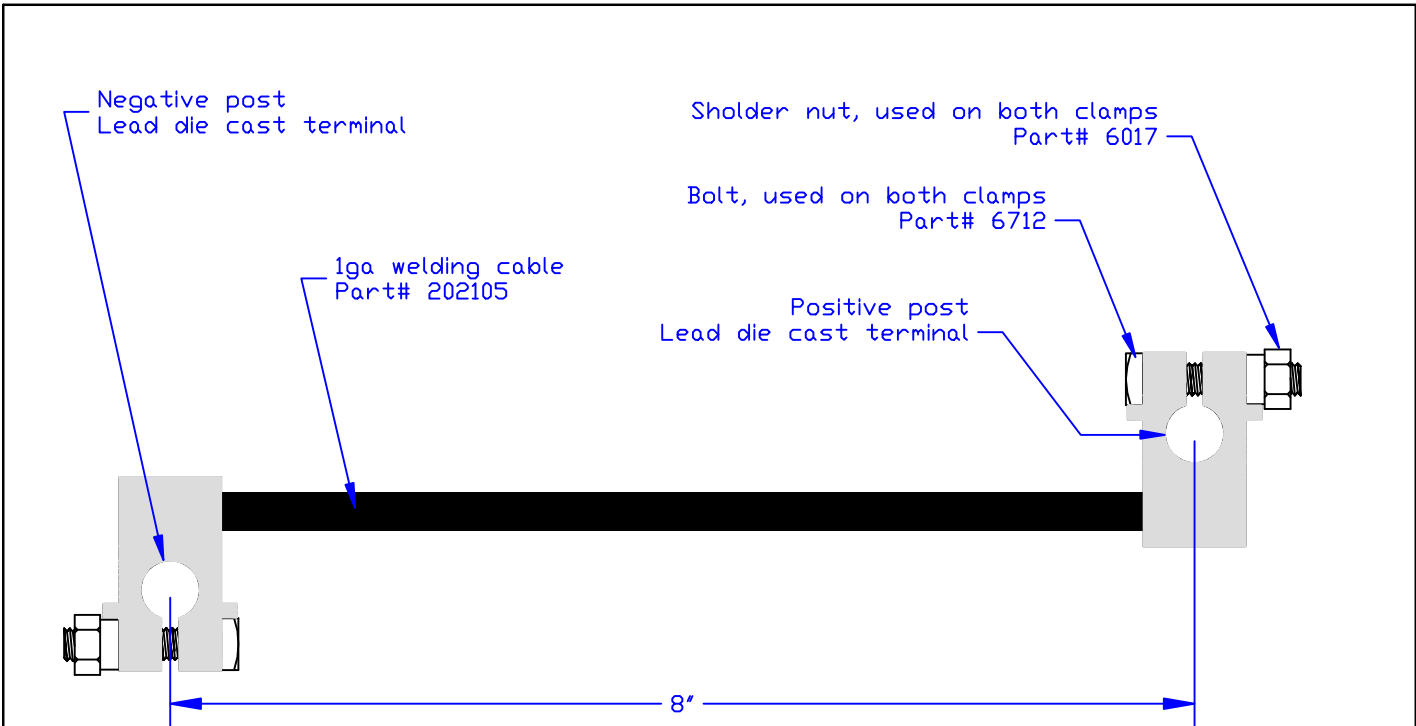 Negative post
Lead die cast terminal
Sholder nut, used on both clamps
Part# 6017
Bolt, used on both clamps
Part# 6712
1ga welding cable
Part# 202105
Positive post
Lead die cast terminal
8"